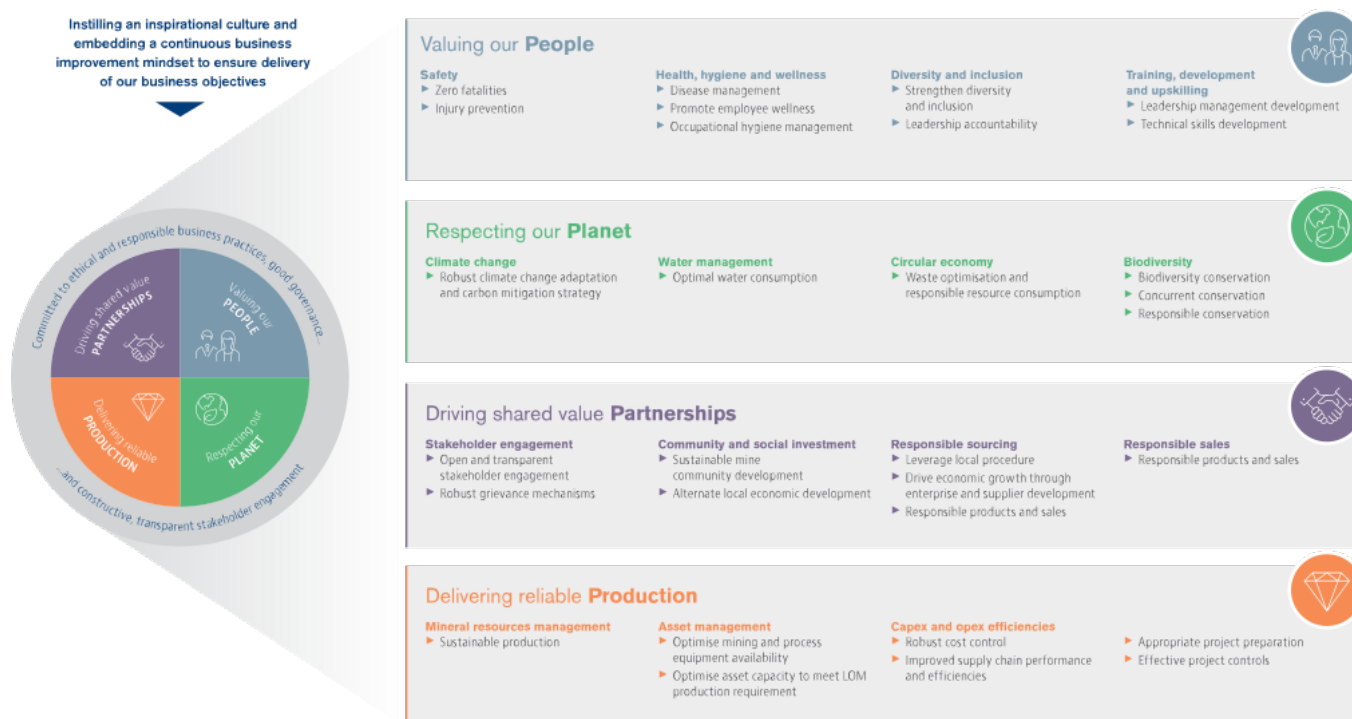 Instilling an inspirational culture and
embedding a continuous business
improvement mindset to ensure delivery
of our business objectives
Committed to ethical and responsible business practices, good governance...
...and constructive, transparent stakeholder engagement
Driving shared value
PARTNERSHIPS
Valuing our
PEOPLE
Delivering reliable
PRODUCTION
Respecting our
PLANET
Valuing our People
Safety
Zero fatalities
Injury prevention
Health, hygiene and wellness
Disease management
Promote employee wellness
Occupational hygiene management
Diversity and inclusion
Strengthen diversity
and inclusion
Leadership accountability
Training, development
and upskilling
Leadership management development
Technical skills development
Respecting our Planet
Climate change
Robust climate change adaptation
and carbon mitigation strategy
Water management
Optimal water consumption
Circular economy
Waste optimisation and
responsible resource consumption
Biodiversity
Biodiversity conservation
Concurrent conservation
Responsible conservation
Driving shared value Partnerships
Stakeholder engagement
Open and transparent
stakeholder engagement
Robust grievance mechanisms
Community and social investment
Sustainable mine
community development
Alternate local economic development
Responsible sourcing
Leverage local procedure
Drive economic growth through
enterprise and supplier development
Responsible products and sales
Responsible sales
Responsible products and sales
Delivering reliable Production
Mineral resources management
Sustainable production
Asset management
Optimise mining and process
equipment availability
Optimise asset capacity to meet LOM
production requirement
Capex and opex efficiencies
Robust cost control
Improved supply chain performance
and efficiencies
Appropriate project preparation
Effective project controls